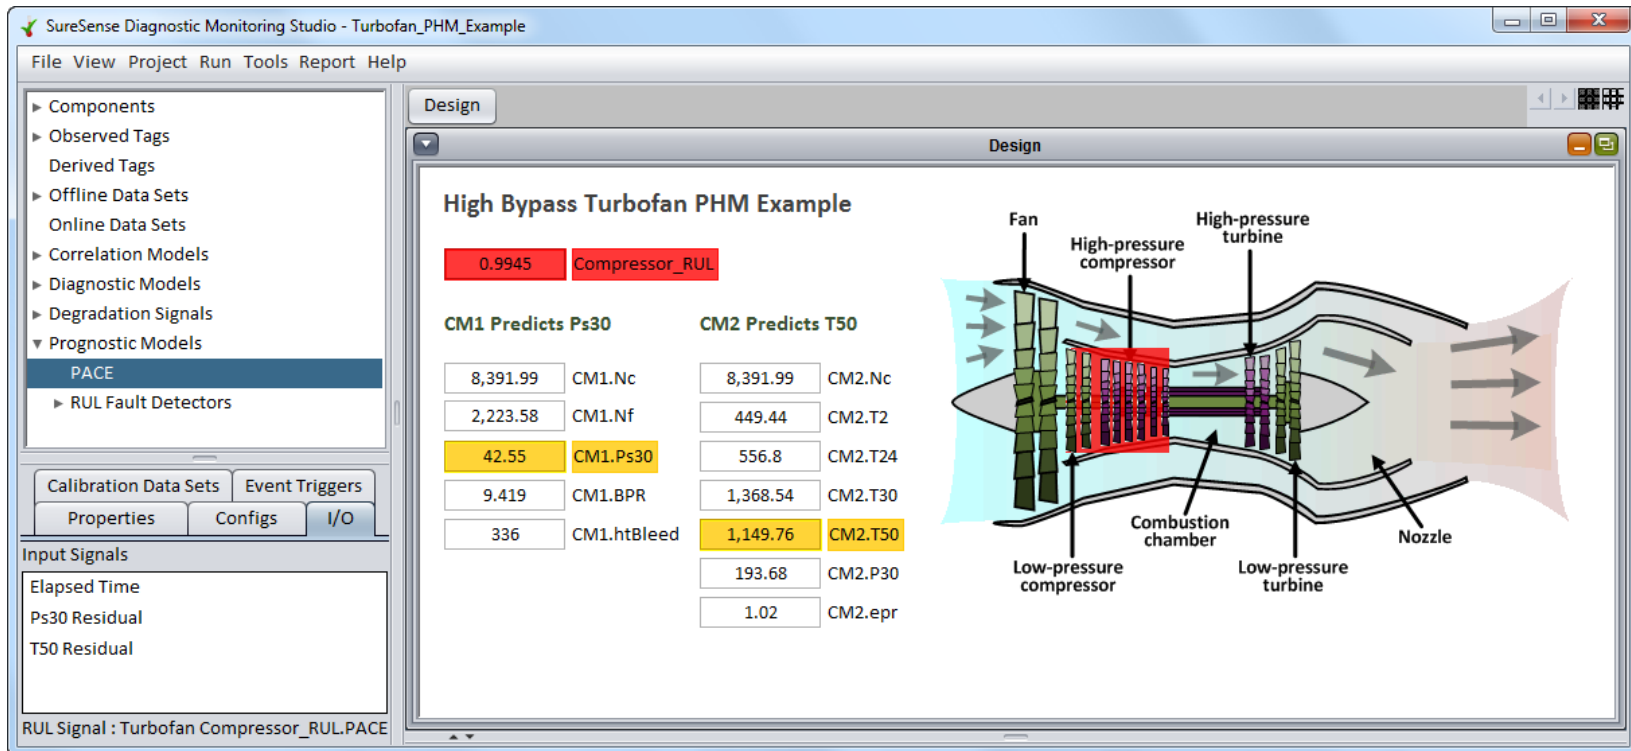 SureSense Diagnostic Monitoring Studio - Turbofan_PHM_Example
File View Project Run Tools Report Help
Components
Observed Tags
Derived Tags
Offline Data Sets
Online Data Sets
Correlation Models
Diagnostic Models
Degradation Signals
Prognostic Models
PACE
RUL Fault Detectors
Calibration Data Sets Event Triggers
Properties Configs I/O
Input Signals
Elapsed Time
Ps30 Residual
T50 Residual
RUL Signal : Turbofan Compressor_RUL.PACE
Design
Design
High Bypass Turbofan PHM Example
0.9945 Compressor_RUL
CM1 Predicts Ps30
8,391.99 CM1.Nc
2,223.58 CM1.Nf
42.55 CM1.Ps30
9.419 CM1.BPR
336 CM1.htBleed
CM2 Predicts T50
8,391.99 CM2.Nc
449.44 CM2.T2
556.8 CM2.T24
1,368.54 CM2.T30
1,149.76 CM2.T50
193.68 CM2.P30
1.02 CM2.epr
Fan
High-pressure
compressor
High-pressure
turbine
Low-pressure
compressor
Combustion
chamber
Low-pressure
turbine
Nozzle